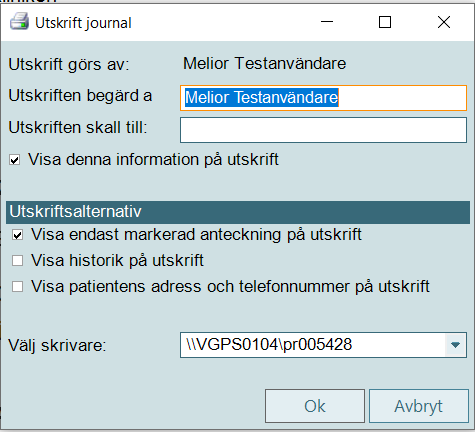 Utskrift journal
Utskrift görs av: Melior Testanvändare
Utskriften begärd a Melior Testanvändare
Utskriften skall till:
Visa denna information på utskrift
Utskriftsalternativ
Visa endast markerad anteckning på utskrift
Visa historik på utskrift
Visa patientens adress och telefonnummer på utskrift
Välj skrivare: \\VGPS0104\pr005428
Ok Avbryt